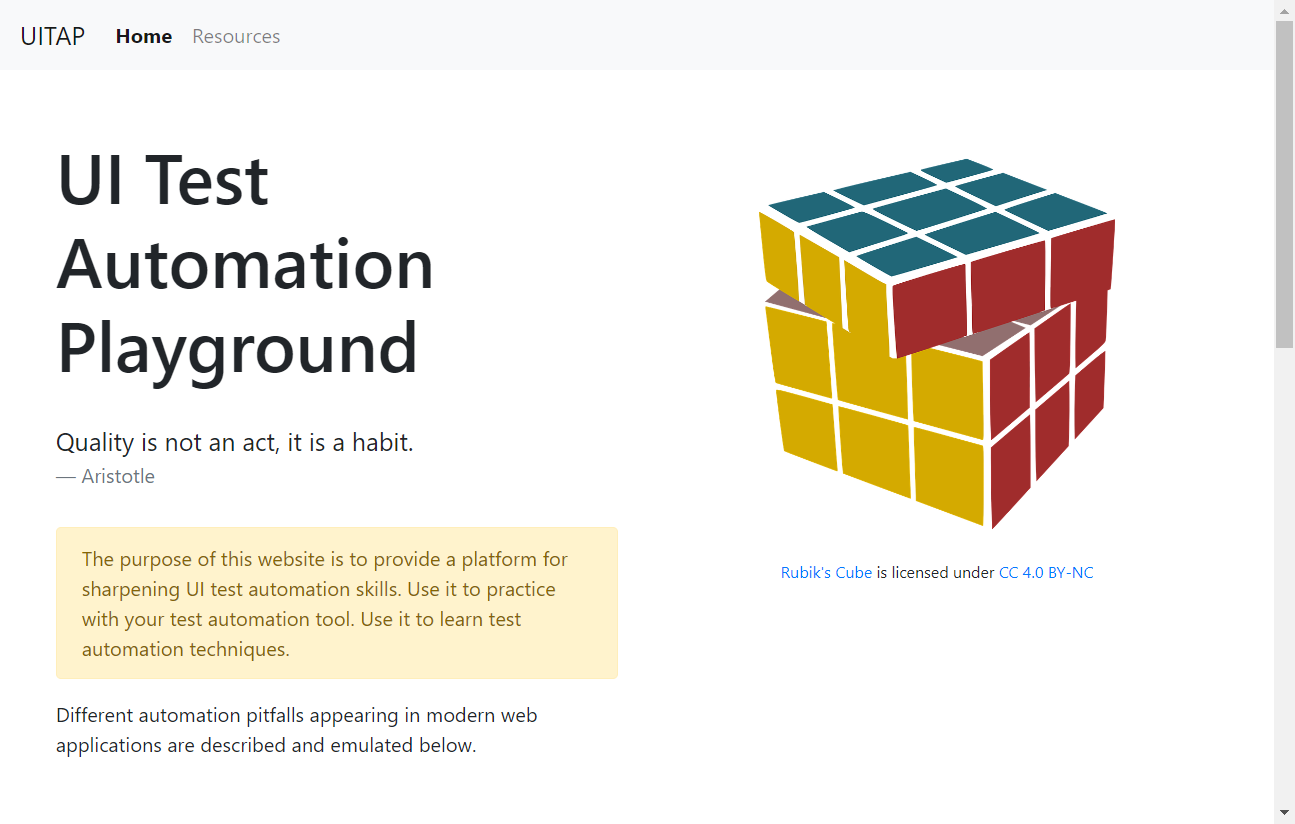 UITAP Home Resources
UI Test
Automation
Playground
Quality is not an act, it is a habit.
— Aristotle
The purpose of this website is to provide a platform for
sharpening UI test automation skills. Use it to practice
with your test automation tool. Use it to learn test
automation techniques.
Different automation pitfalls appearing in modern web
applications are described and emulated below.
Rubik's Cube is licensed under CC 4.0 BY-NC